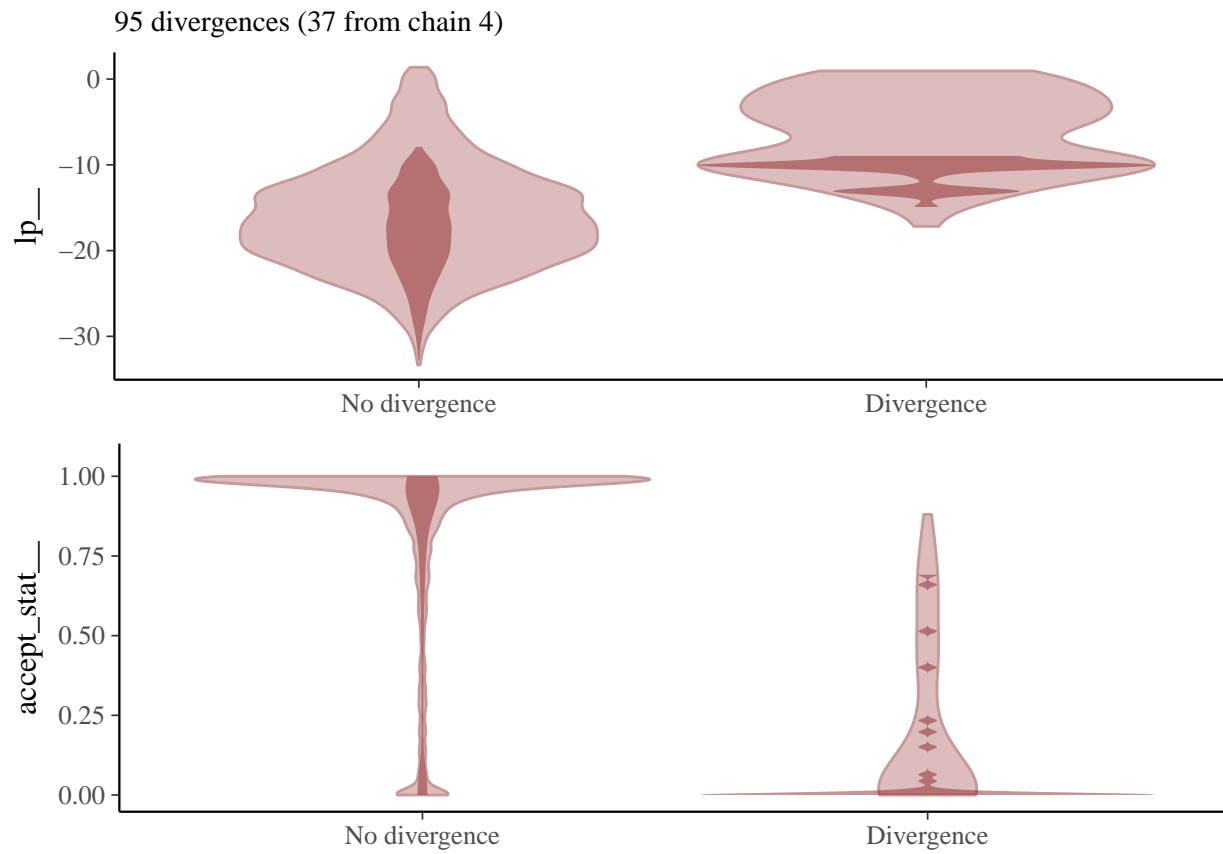 95 divergences (37 from chain 4)
lp__
0
−10
−20
−30
No divergence
Divergence
accept_stat__
1.00
0.75
0.50
0.25
0.00
No divergence
Divergence